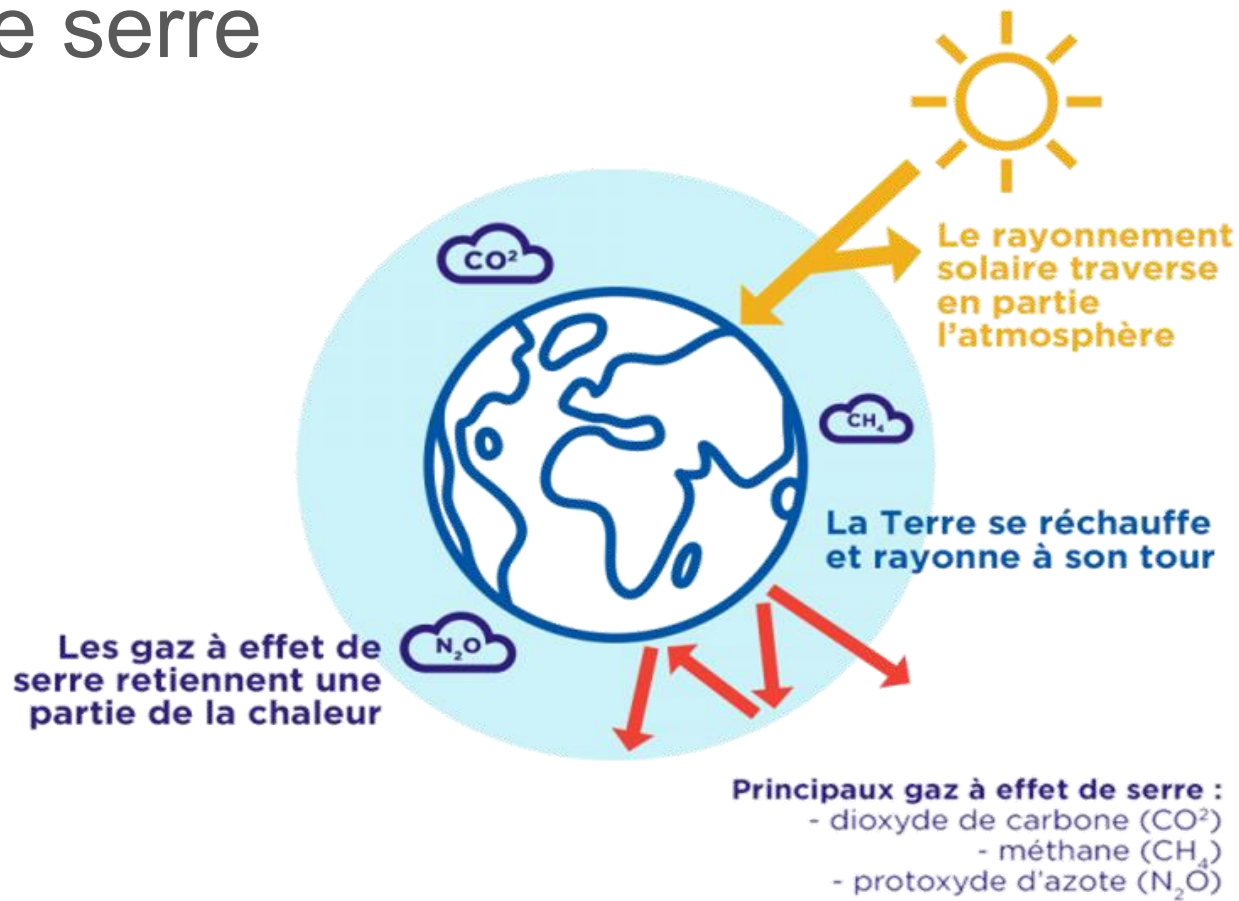 e serre
CO²
Le rayonnement
solaire traverse
en partie
l'atmosphère
CH₄
La Terre se réchauffe
et rayonne à son tour
Les gaz à effet de
serre retiennent une
partie de la chaleur
N₂O
Principaux gaz à effet de serre :
- dioxyde de carbone (CO²)
- méthane (CH₄)
- protoxyde d'azote (N₂O)